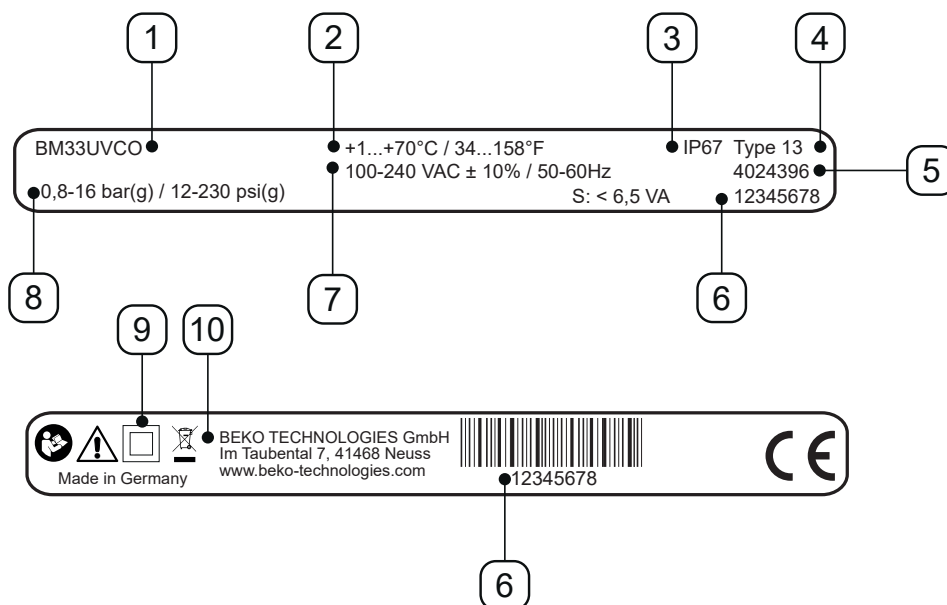 1 2 3 4
BM33UVCO +1...+70°C / 34...158°F IP67 Type 13
100-240 VAC ± 10% / 50-60Hz 4024396 5
0,8-16 bar(g) / 12-230 psi(g) S: < 6,5 VA 12345678
8 7 6
9 10
BEKO TECHNOLOGIES GmbH
Im Taubental 7, 41468 Neuss
Made in Germany www.beko-technologies.com 12345678
CE
6